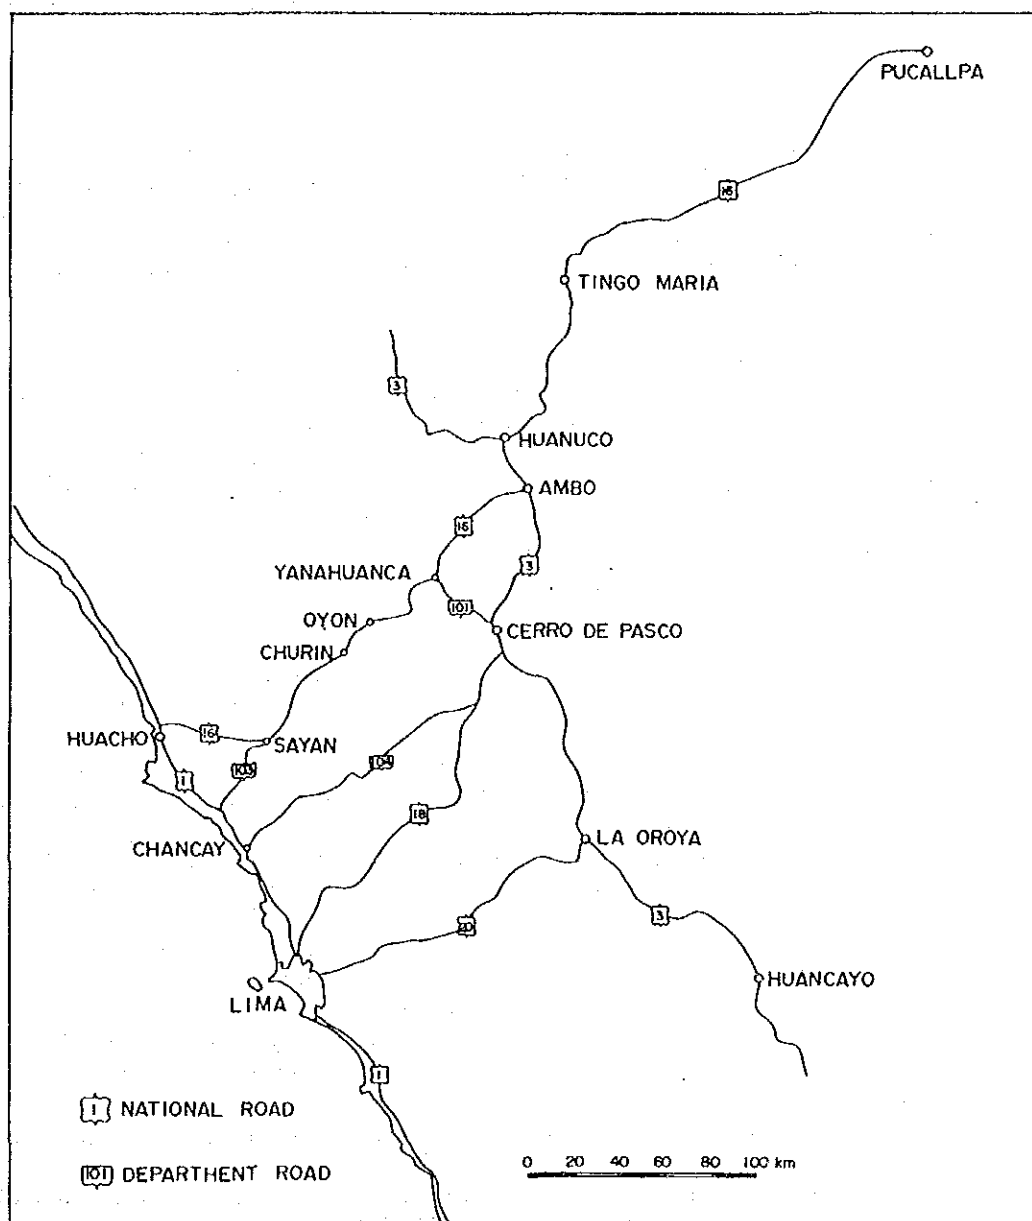 PUCALLPA
16
TINGO MARIA
3
HUANUCO
AMBO
16
YANAHUANCA
3
101
OYON
CERRO DE PASCO
CHURIN
HUACHO
16
SAYAN
103
104
1
18
CHANCAY
LA OROYA
3
20
HUANCAYO
LIMA
1
1 NATIONAL ROAD
101 DEPARTHENT ROAD
0 20 40 60 80 100 km